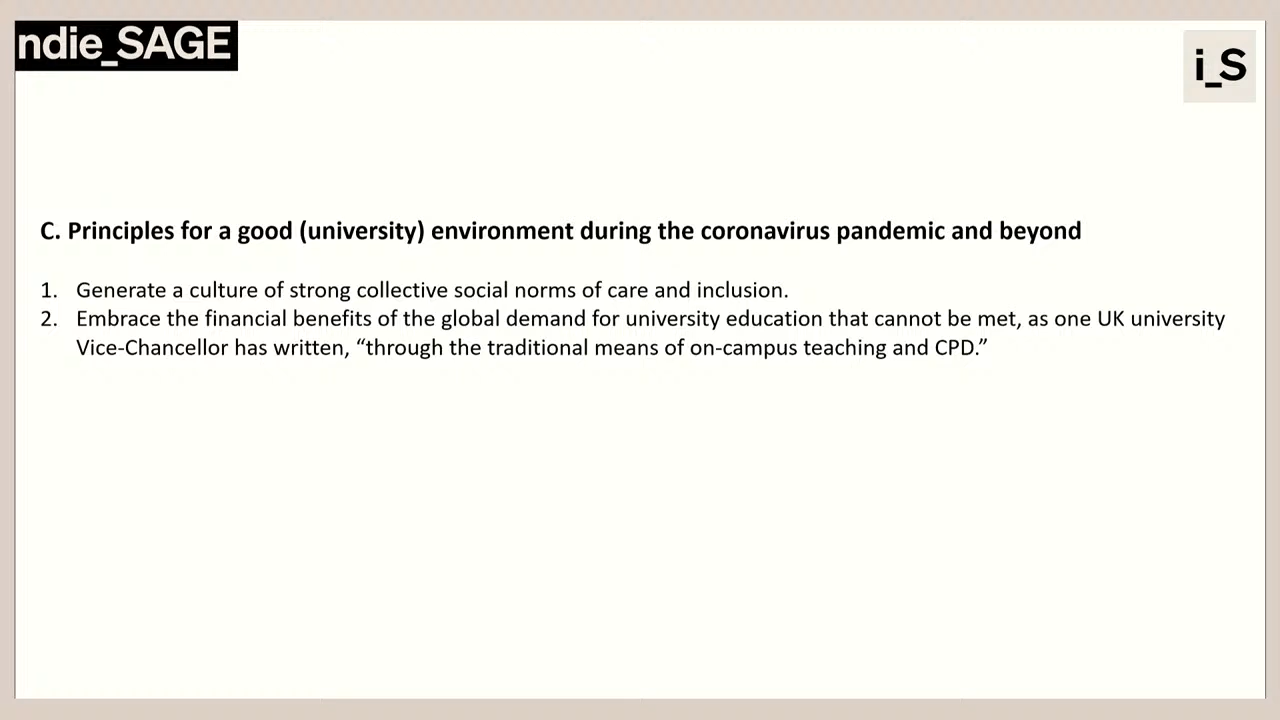 ndie_SAGE
i_S
C. Principles for a good (university) environment during the coronavirus pandemic and beyond
1. Generate a culture of strong collective social norms of care and inclusion.
2. Embrace the financial benefits of the global demand for university education that cannot be met, as one UK university
Vice-Chancellor has written, “through the traditional means of on-campus teaching and CPD.”